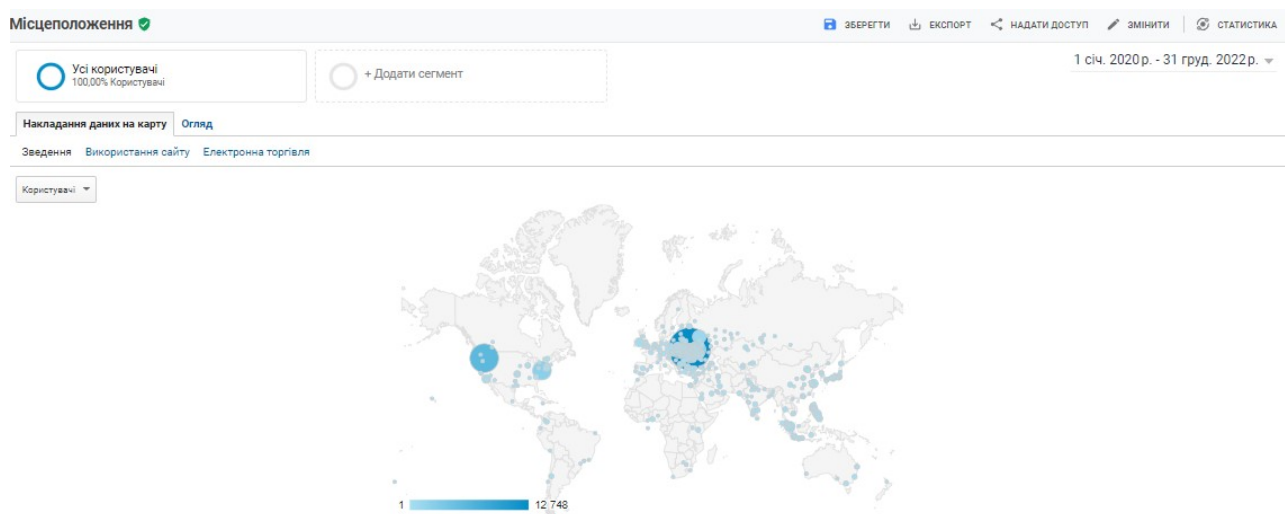 Місцеположення
ЗБЕРЕГТИ ЕКСПОРТ НАДАТИ ДОСТУП ЗМІНИТИ СТАТИСТИКА
Усі користувачі
100,00% Користувачі
+ Додати сегмент
1 січ. 2020 р. - 31 груд. 2022 р.
Накладання даних на карту Огляд
Зведення Використання сайту Електронна торгівля
Користувачі
1 12 748